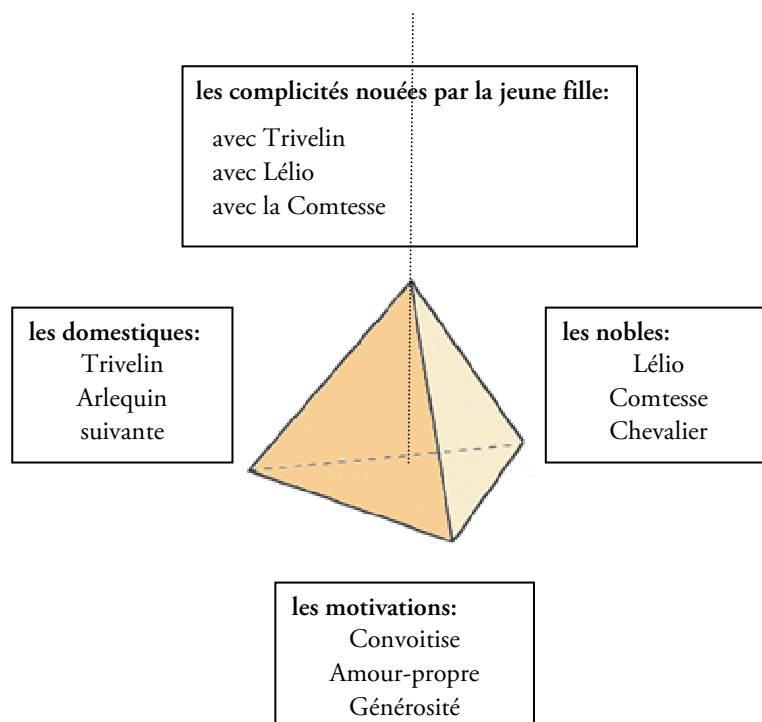 les complicités nouées par la jeune fille:
avec Trivelin
avec Lélio
avec la Comtesse
les domestiques:
Trivelin
Arlequin
suivante
les nobles:
Lélio
Comtesse
Chevalier
les motivations:
Convoitise
Amour-propre
Générosité